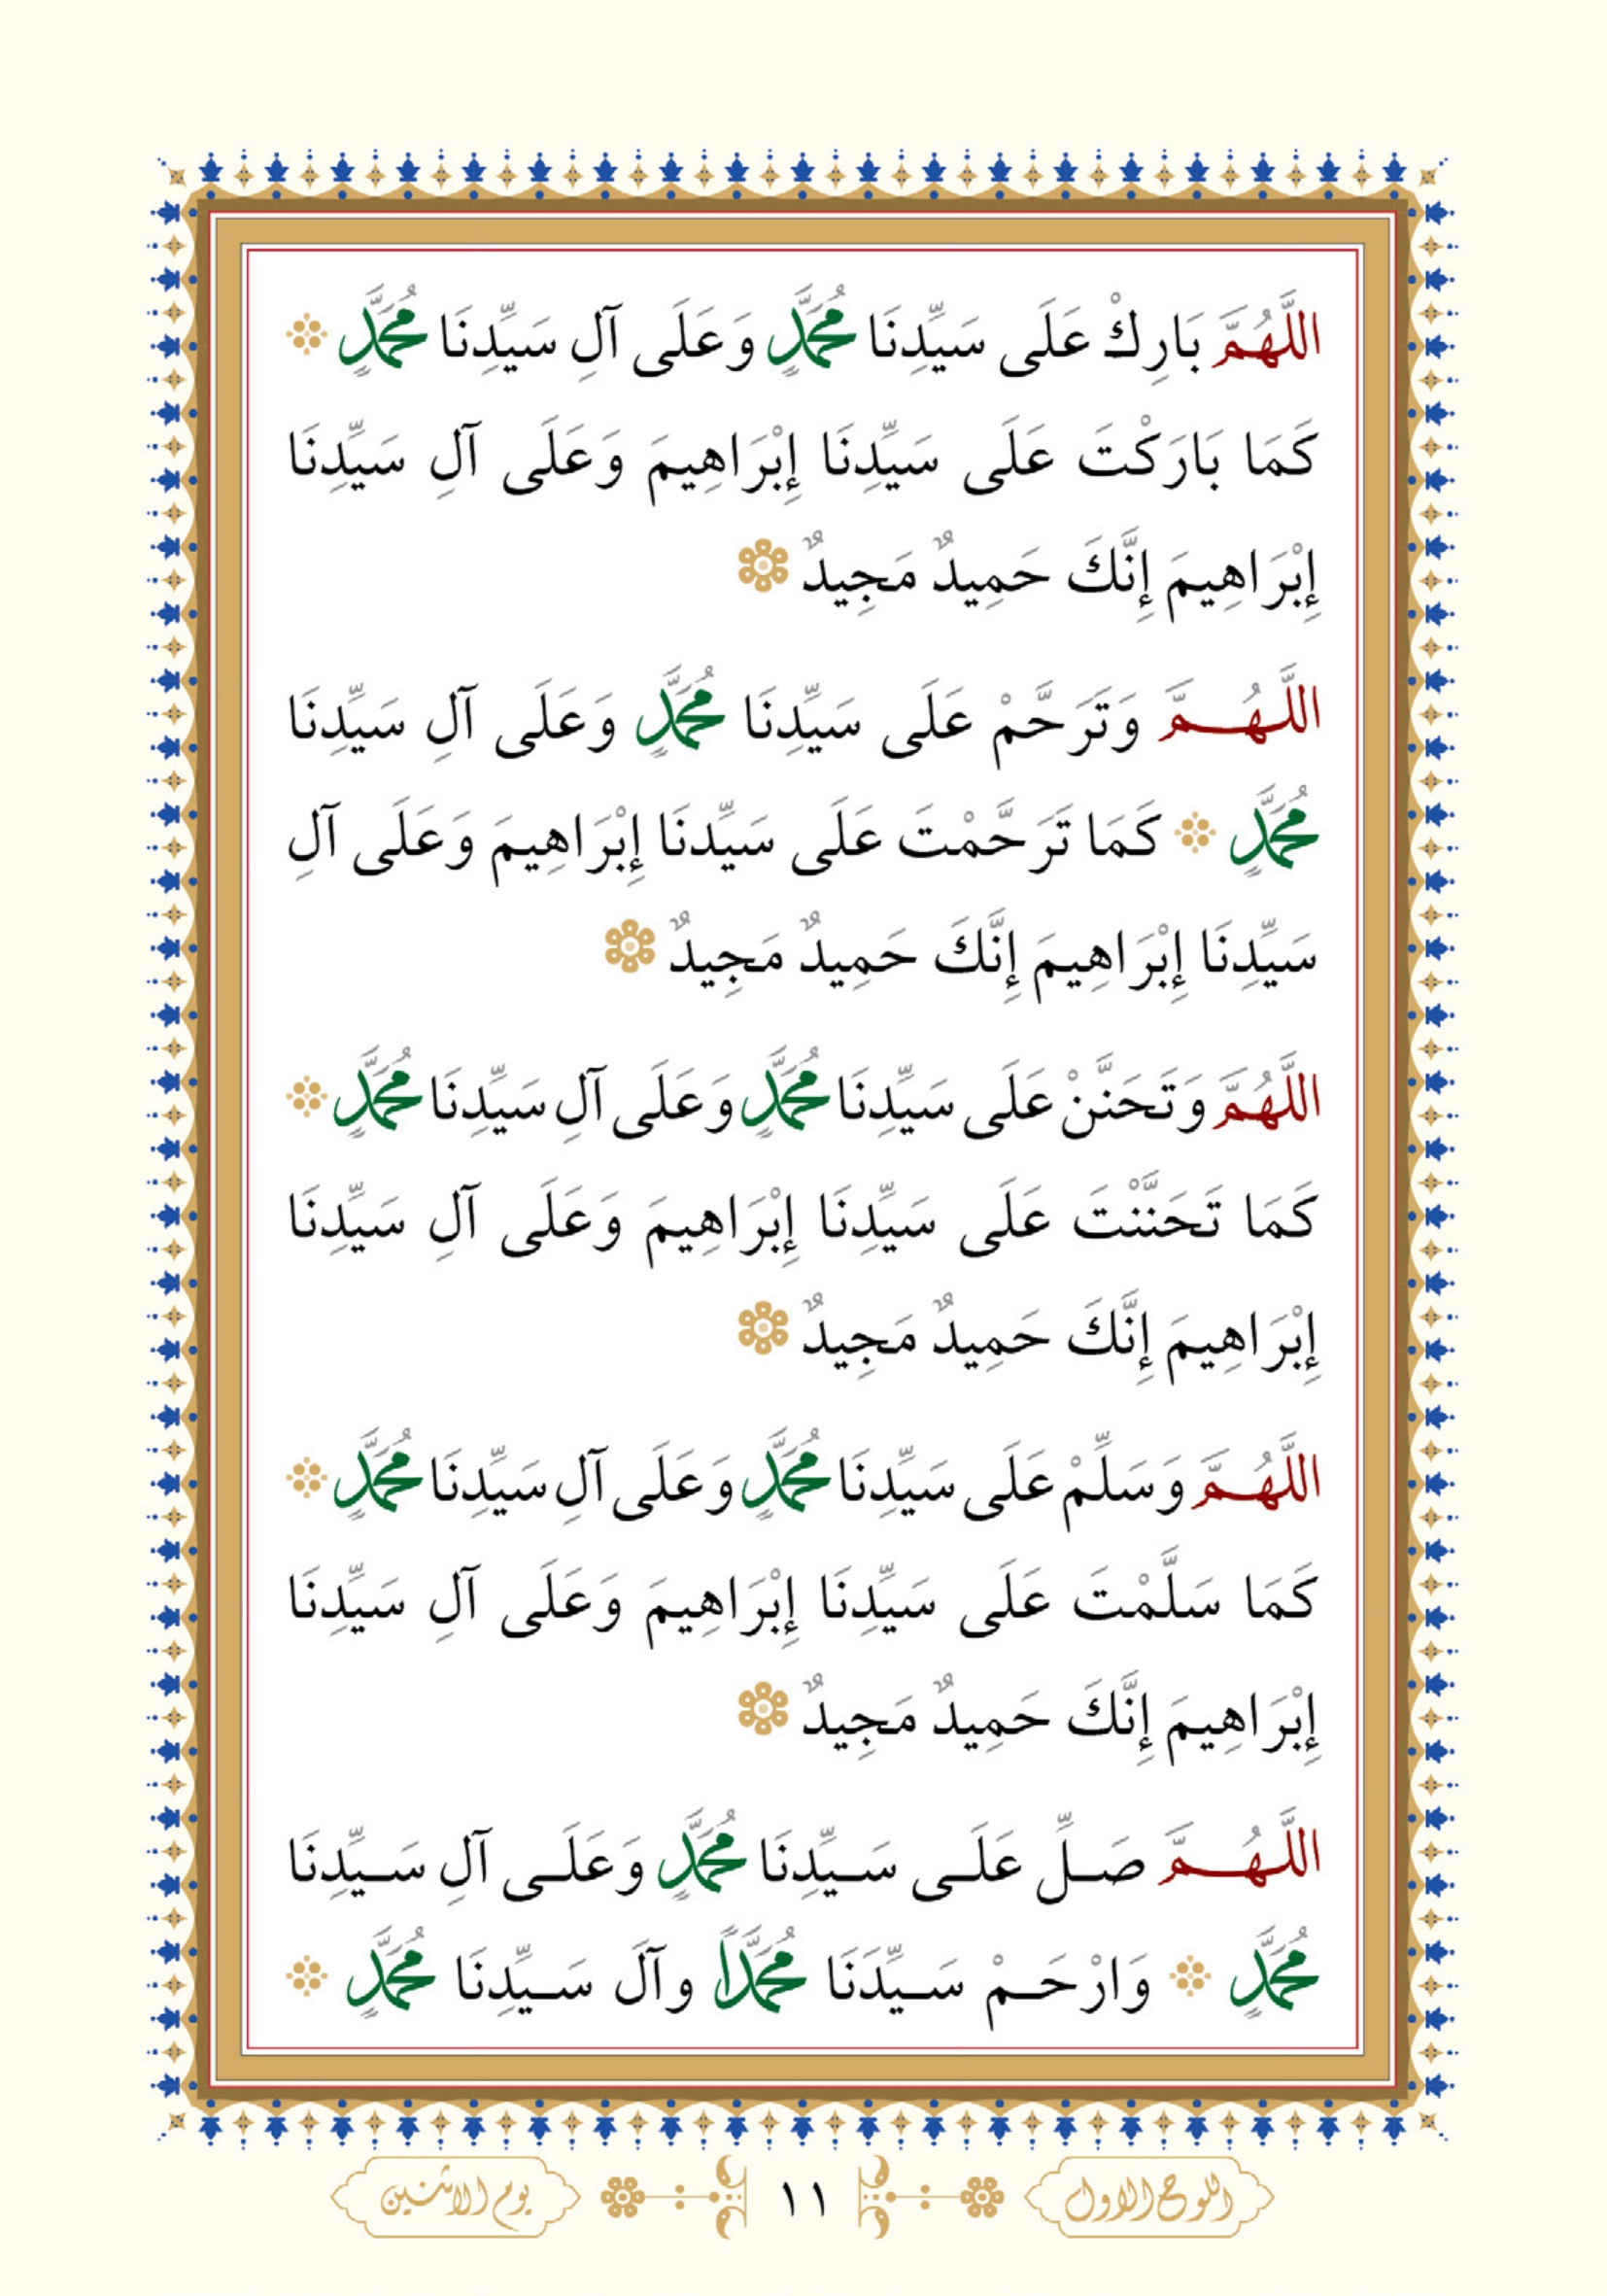 اللَّهُمَّ بَارِكْ عَلَى سَيِّدِنَا مُحَمَّدٍ وَعَلَى آلِ سَيِّدِنَا مُحَمَّدٍ
كَمَا بَارَكْتَ عَلَى سَيِّدِنَا إِبْرَاهِيمَ وَعَلَى آلِ سَيِّدِنَا
إِبْرَاهِيمَ إِنَّكَ حَمِيدٌ مَجِيدٌ
اللَّهُمَّ وَتَرَحَّمْ عَلَى سَيِّدِنَا مُحَمَّدٍ وَعَلَى آلِ سَيِّدِنَا
مُحَمَّدٍ كَمَا تَرَحَّمْتَ عَلَى سَيِّدِنَا إِبْرَاهِيمَ وَعَلَى آلِ
سَيِّدِنَا إِبْرَاهِيمَ إِنَّكَ حَمِيدٌ مَجِيدٌ
اللَّهُمَّ وَتَحَنَّنْ عَلَى سَيِّدِنَا مُحَمَّدٍ وَعَلَى آلِ سَيِّدِنَا مُحَمَّدٍ
كَمَا تَحَنَّنْتَ عَلَى سَيِّدِنَا إِبْرَاهِيمَ وَعَلَى آلِ سَيِّدِنَا
إِبْرَاهِيمَ إِنَّكَ حَمِيدٌ مَجِيدٌ
اللَّهُمَّ وَسَلِّمْ عَلَى سَيِّدِنَا مُحَمَّدٍ وَعَلَى آلِ سَيِّدِنَا مُحَمَّدٍ
كَمَا سَلَّمْتَ عَلَى سَيِّدِنَا إِبْرَاهِيمَ وَعَلَى آلِ سَيِّدِنَا
إِبْرَاهِيمَ إِنَّكَ حَمِيدٌ مَجِيدٌ
اللَّهُمَّ صَلِّ عَلَى سَيِّدِنَا مُحَمَّدٍ وَعَلَى آلِ سَيِّدِنَا
مُحَمَّدٍ وَارْحَمْ سَيِّدَنَا مُحَمَّداً وآلَ سَيِّدِنَا مُحَمَّدٍ
اللوح الاول ١١ يوم الاثنين